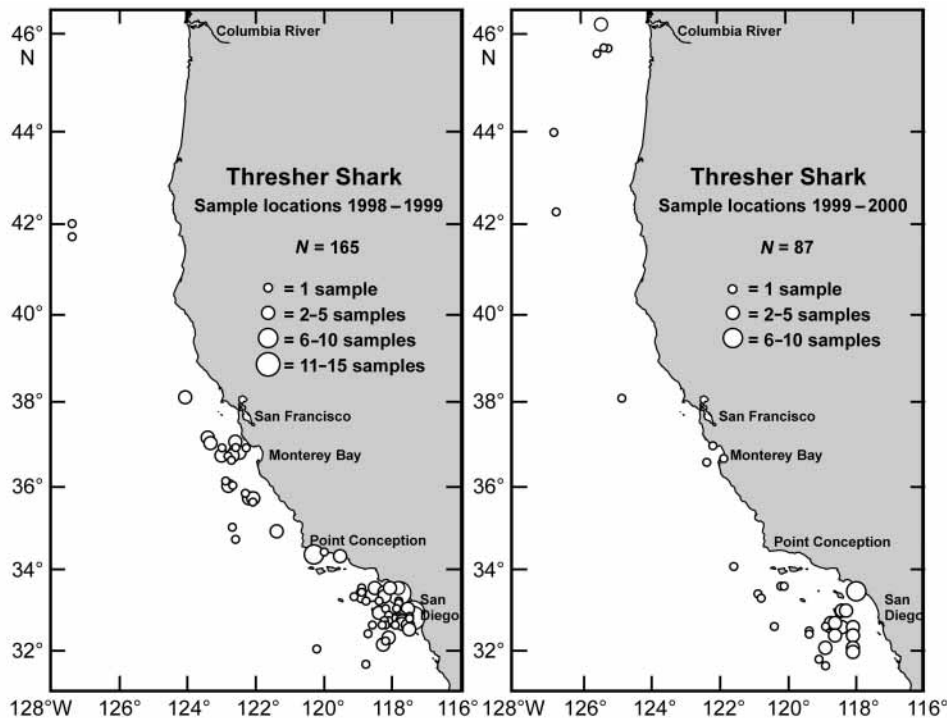 46°
N
44°
42°
40°
38°
36°
34°
32°
128°W 126° 124° 122° 120° 118° 116°
Columbia River
Thresher Shark
Sample locations 1998–1999
N = 165
= 1 sample
= 2–5 samples
= 6–10 samples
= 11–15 samples
San Francisco
Monterey Bay
Point Conception
San
Diego
46°
N
44°
42°
40°
38°
36°
34°
32°
128°W 126° 124° 122° 120° 118° 116°
Columbia River
Thresher Shark
Sample locations 1999–2000
N = 87
= 1 sample
= 2–5 samples
= 6–10 samples
San Francisco
Monterey Bay
Point Conception
San
Diego